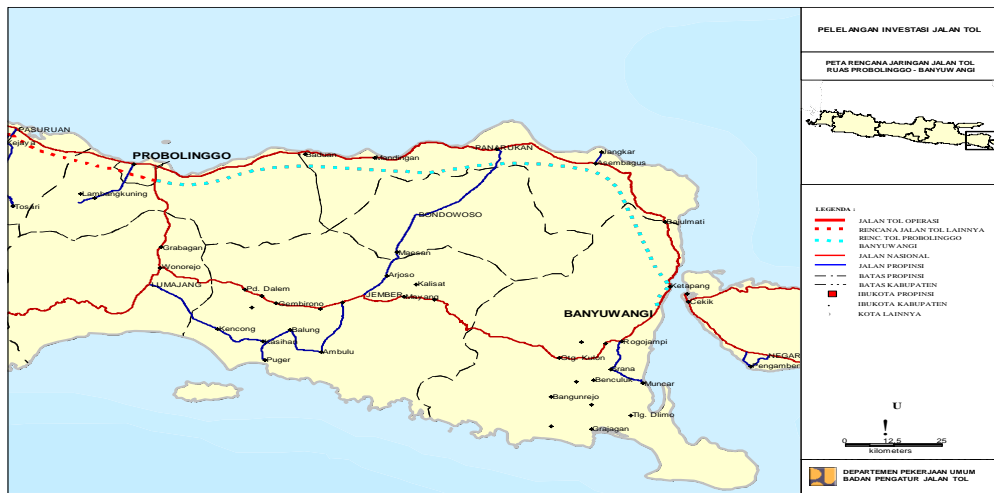 PELELANGAN INVESTASI JALAN TOL
PETA RENCANA JARINGAN JALAN TOL
RUAS PROBOLINGGO - BANYUWANGI
PASURUAN
Kejaya
PROBOLINGGO
Tosari
Lambangkuning
Grabagan
Wonorejo
LUMAJANG
Pd. Dalem
Gembirono
Kencong
Kasihan
Puger
Balung
Ambulu
Mandingan
PANARUKAN
Jangkar
Asembagus
Bajulmati
BONDOWOSO
Maesan
Arjoso
Kalisat
JEMBER
Mayang
Ketapang
Cekik
BANYUWANGI
Rogojampi
Gtg. Kulon
Srana
Benculuk
Muncar
Bangunrejo
Tlg. Dlimo
Grajagan
NEGAR
Pengamber
LEGENDA :
JALAN TOL OPERASI
RENCANA JALAN TOL LAINNYA
RENC. TOL PROBOLINGGO
BANYUWANGI
JALAN NASIONAL
JALAN PROPINSI
BATAS PROPINSI
BATAS KABUPATEN
IBUKOTA PROPINSI
IBUKOTA KABUPATEN
KOTA LAINNYA
U
0 12,5 25
kilometers
DEPARTEMEN PEKERJAAN UMUM
BADAN PENGATUR JALAN TOL